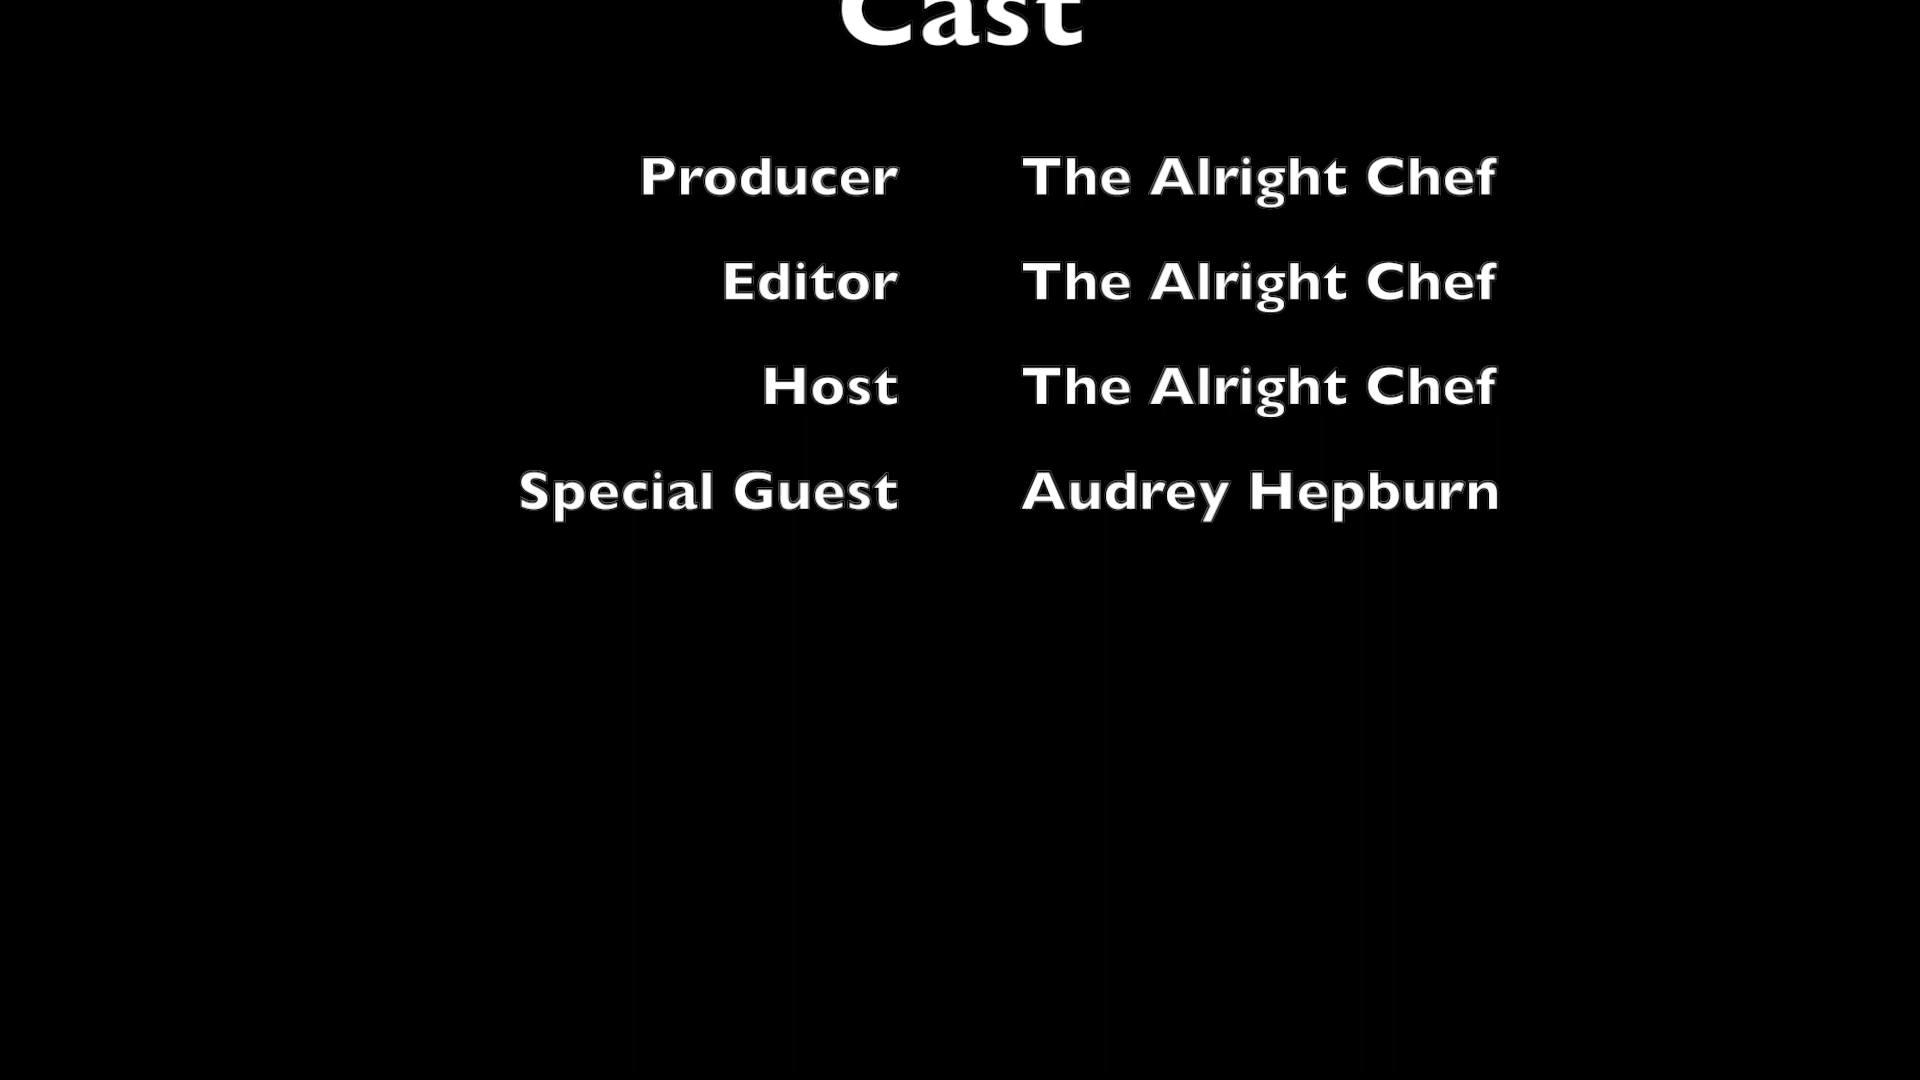 Cast
Producer The Alright Chef
Editor The Alright Chef
Host The Alright Chef
Special Guest Audrey Hepburn